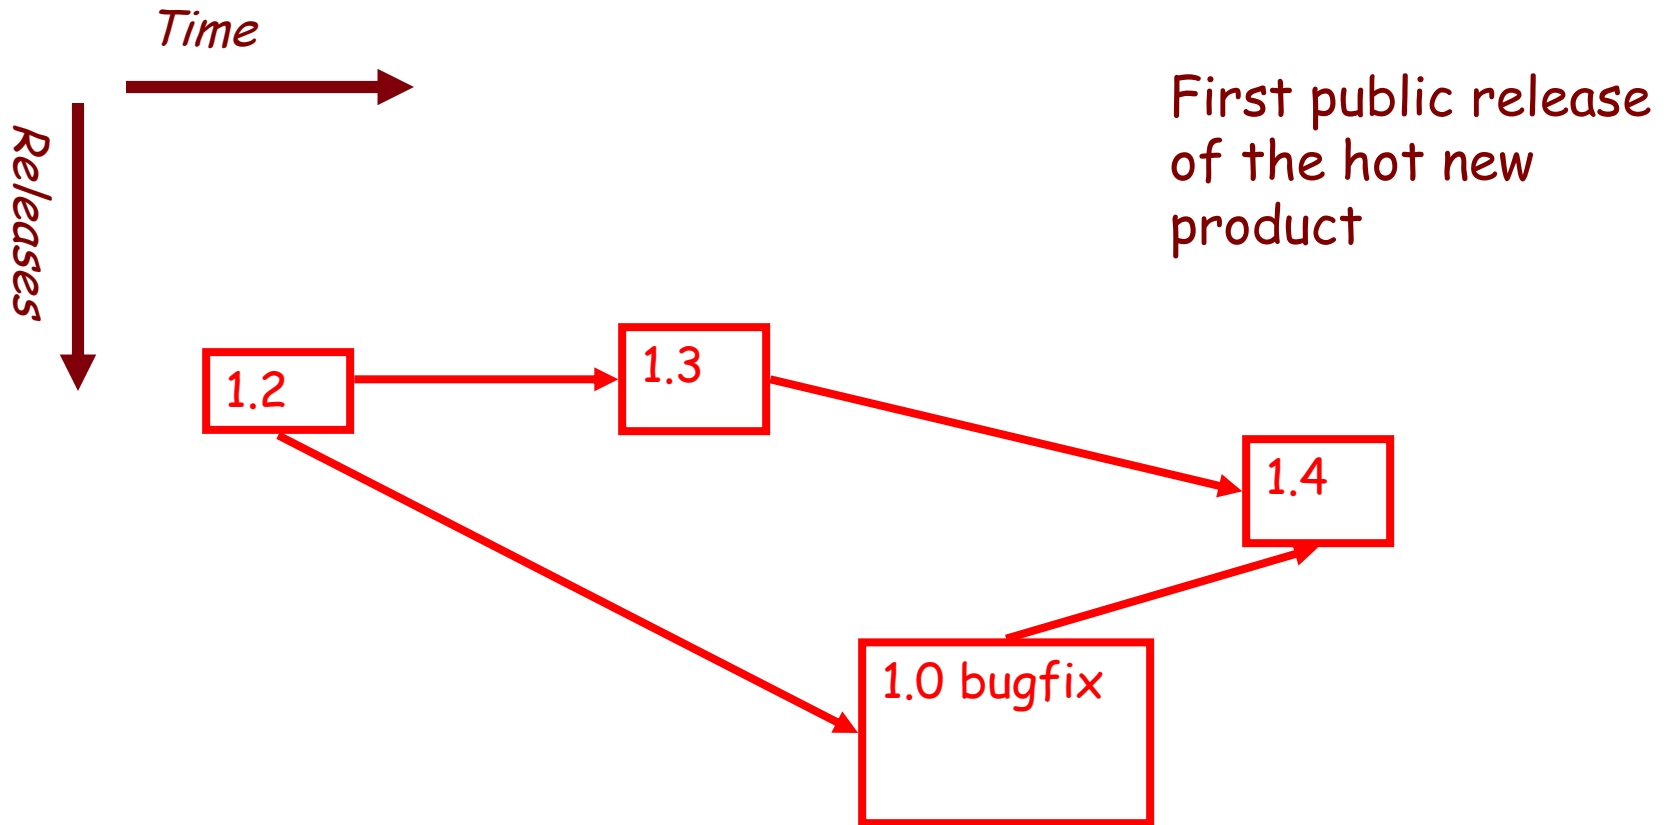 Time
Releases
First public release
of the hot new
product
1.2
1.3
1.4
1.0 bugfix